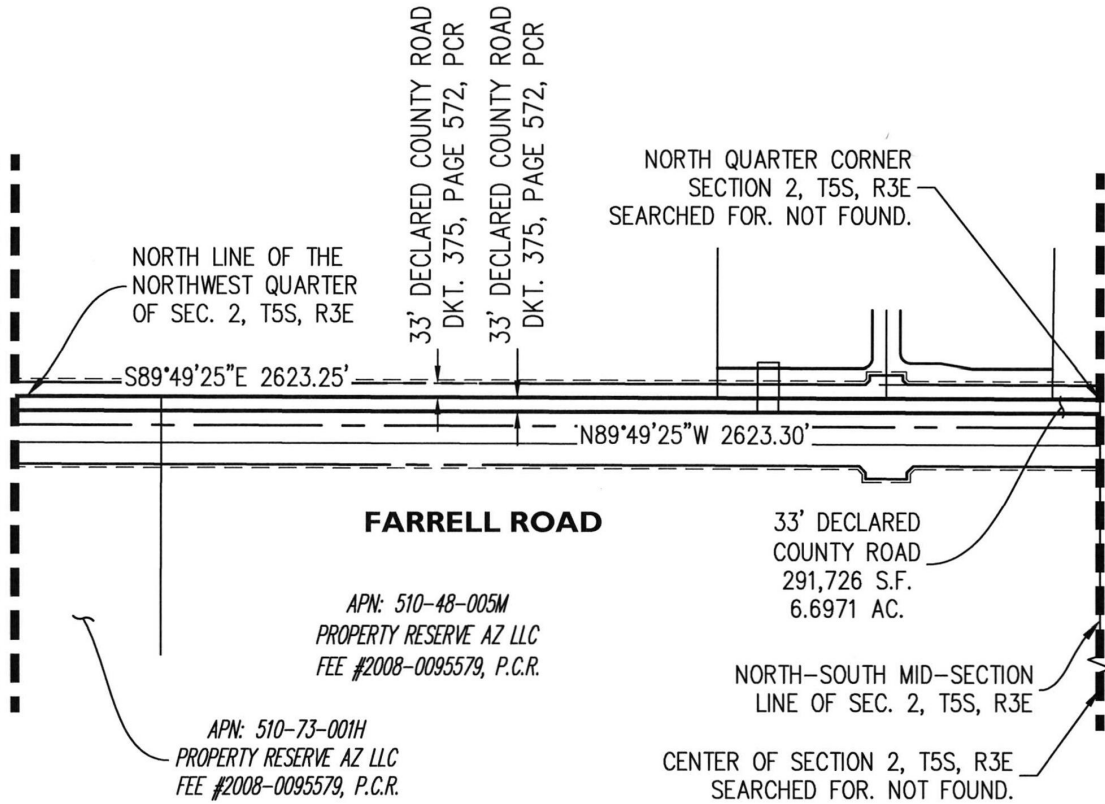 33' DECLARED COUNTY ROAD
DKT. 375, PAGE 572, PCR
33' DECLARED COUNTY ROAD
DKT. 375, PAGE 572, PCR
NORTH QUARTER CORNER
SECTION 2, T5S, R3E
SEARCHED FOR. NOT FOUND.
NORTH LINE OF THE
NORTHWEST QUARTER
OF SEC. 2, T5S, R3E
S89°49'25"E 2623.25'
N89°49'25"W 2623.30'
FARRELL ROAD
33' DECLARED
COUNTY ROAD
291,726 S.F.
6.6971 AC.
APN: 510-48-005M
PROPERTY RESERVE AZ LLC
FEE #2008-0095579, P.C.R.
NORTH-SOUTH MID-SECTION
LINE OF SEC. 2, T5S, R3E
APN: 510-73-001H
PROPERTY RESERVE AZ LLC
FEE #2008-0095579, P.C.R.
CENTER OF SECTION 2, T5S, R3E
SEARCHED FOR. NOT FOUND.